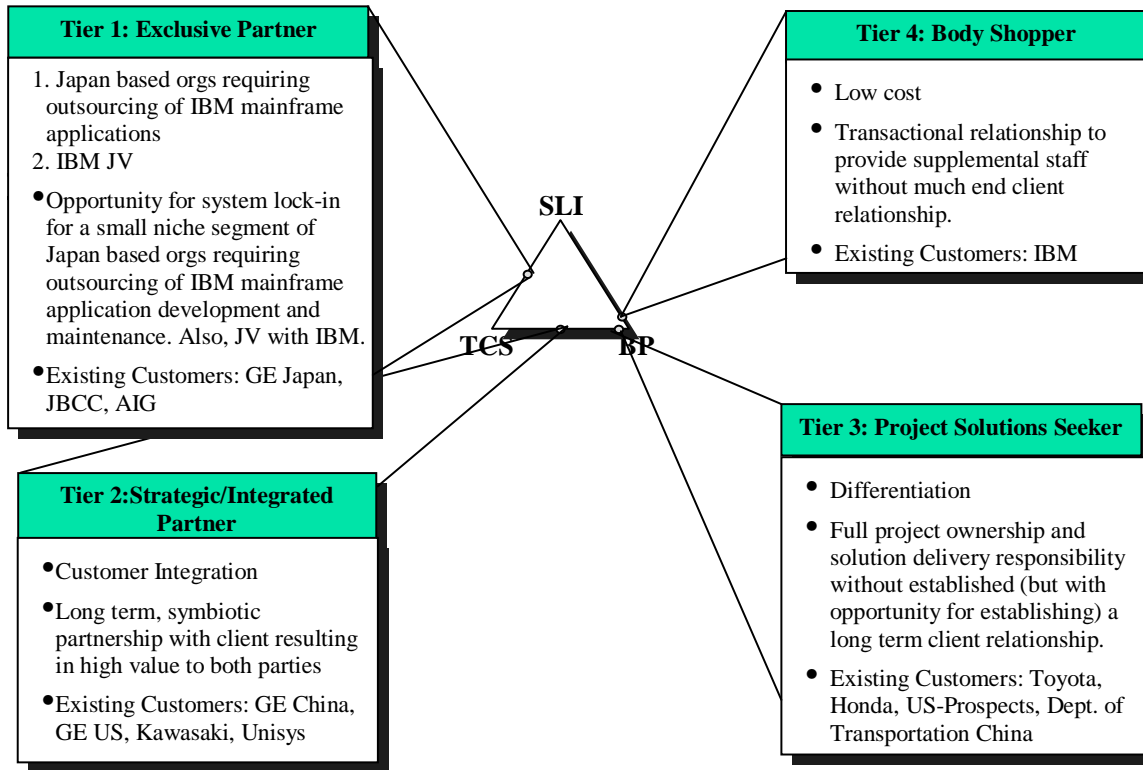 Tier 1: Exclusive Partner
1. Japan based orgs requiring
outsourcing of IBM mainframe
applications
2. IBM JV
•Opportunity for system lock-in
for a small niche segment of
Japan based orgs requiring
outsourcing of IBM mainframe
application development and
maintenance. Also, JV with IBM.
•Existing Customers: GE Japan,
JBCC, AIG
Tier 4: Body Shopper
• Low cost
• Transactional relationship to
provide supplemental staff
without much end client
relationship.
• Existing Customers: IBM
SLI
TCS
BP
Tier 2:Strategic/Integrated
Partner
•Customer Integration
•Long term, symbiotic
partnership with client resulting
in high value to both parties
•Existing Customers: GE China,
GE US, Kawasaki, Unisys
Tier 3: Project Solutions Seeker
• Differentiation
• Full project ownership and
solution delivery responsibility
without established (but with
opportunity for establishing) a
long term client relationship.
• Existing Customers: Toyota,
Honda, US-Prospects, Dept. of
Transportation China